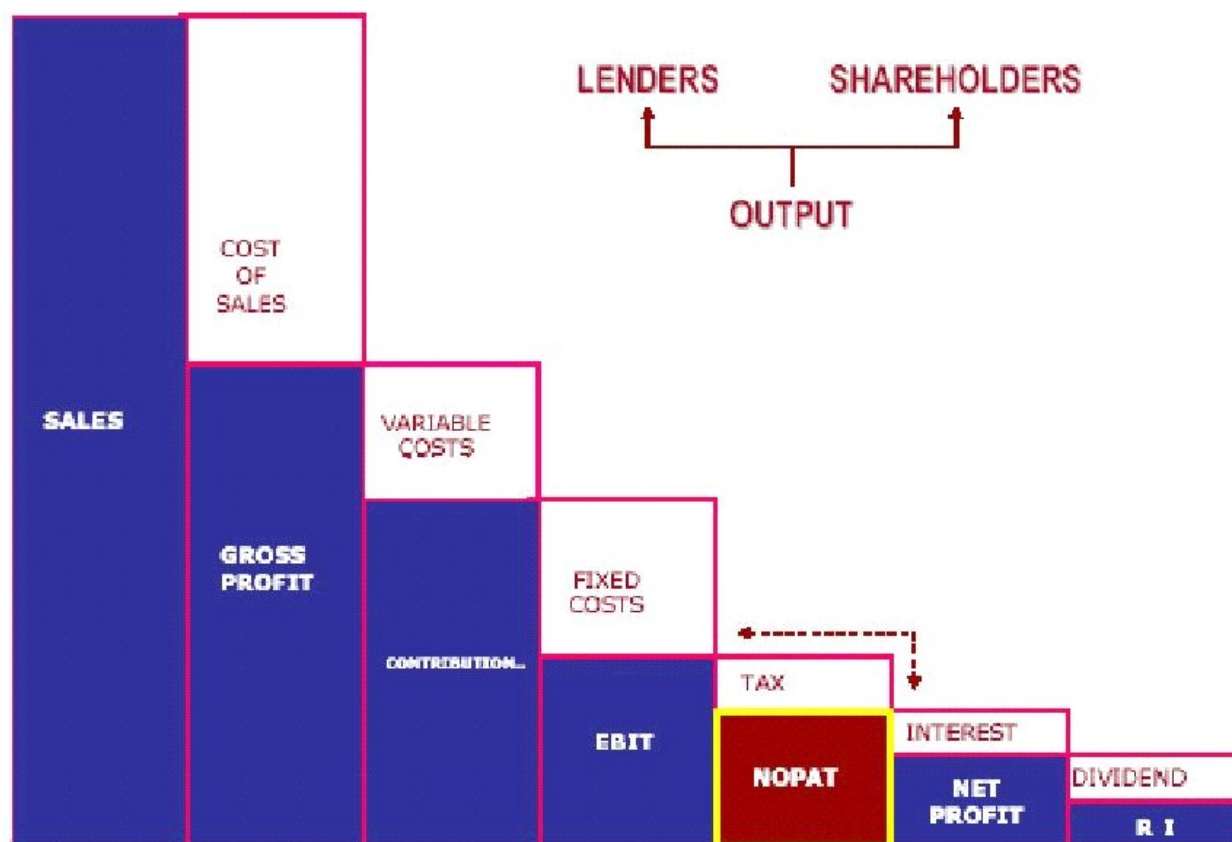 LENDERS
SHAREHOLDERS
OUTPUT
COST
OF
SALES
SALES
VARIABLE
COSTS
GROSS
PROFIT
FIXED
COSTS
CONTRIBUTION...
TAX
EBIT
INTEREST
NOPAT
NET
PROFIT
DIVIDEND
R I